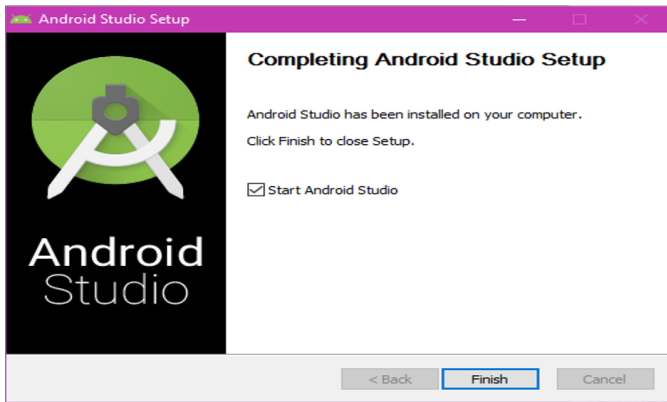 Android Studio Setup
Completing Android Studio Setup
Android Studio has been installed on your computer.
Click Finish to close Setup.
Start Android Studio
Android
Studio
< Back
Finish
Cancel